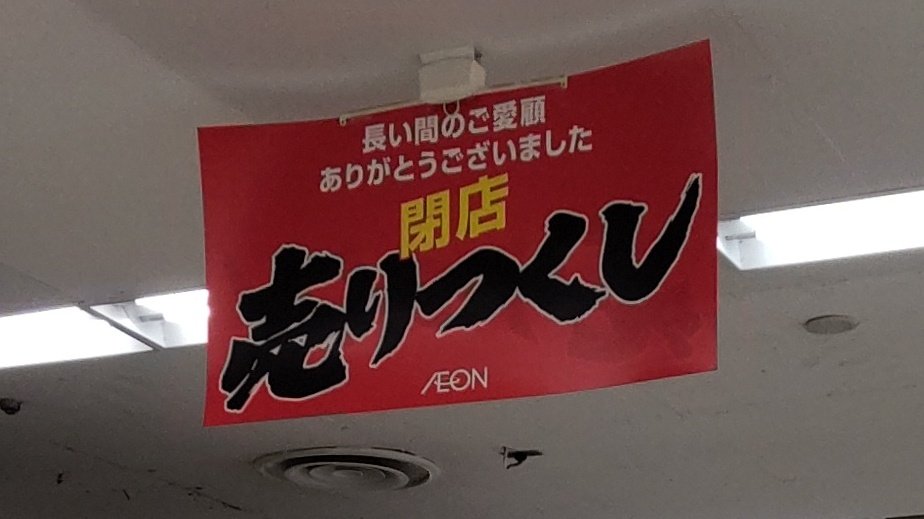 長い間のご愛顧
ありがとうございました
閉店
売りつくし
ÆON